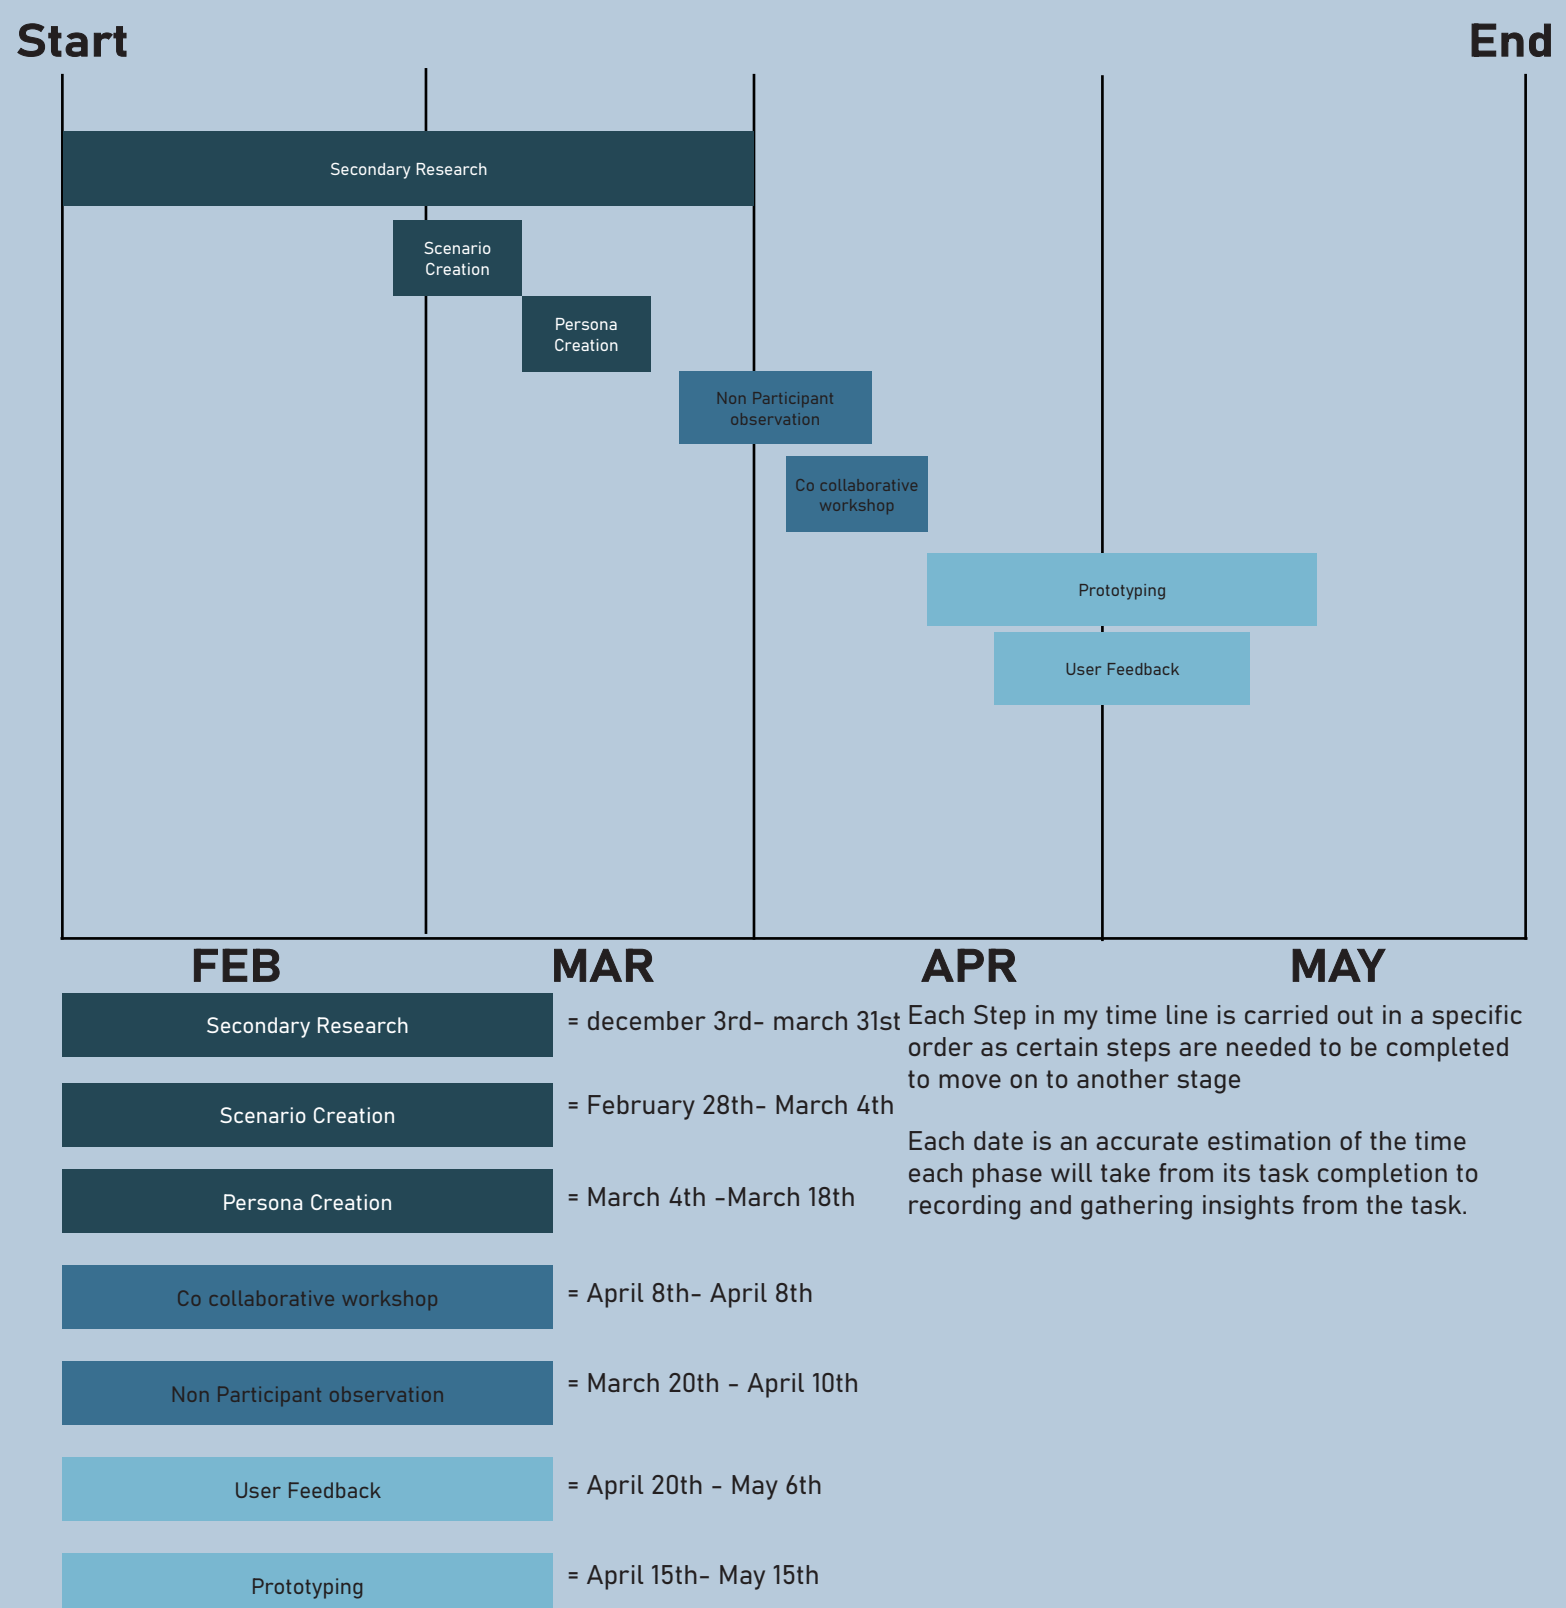 Start
End
Secondary Research
Scenario
Creation
Persona
Creation
Non Participant
observation
Co collaborative
workshop
Prototyping
User Feedback
FEB
MAR
APR
MAY
Secondary Research
= december 3rd- march 31st
Scenario Creation
= February 28th- March 4th
Persona Creation
= March 4th -March 18th
Co collaborative workshop
= April 8th- April 8th
Non Participant observation
= March 20th - April 10th
User Feedback
= April 20th - May 6th
Prototyping
= April 15th- May 15th
Each Step in my time line is carried out in a specific
order as certain steps are needed to be completed
to move on to another stage
Each date is an accurate estimation of the time
each phase will take from its task completion to
recording and gathering insights from the task.